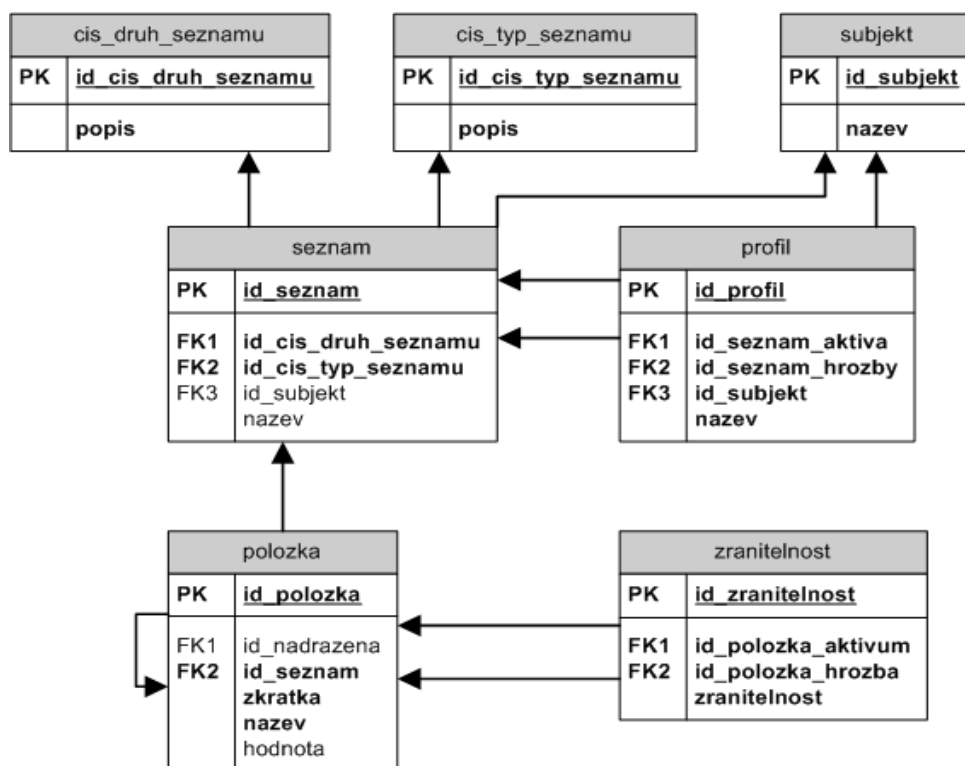 cis_druh_seznamu
PK id_cis_druh_seznamu
popis
cis_typ_seznamu
PK id_cis_typ_seznamu
popis
subjekt
PK id_subjekt
nazev
seznam
PK id_seznam
FK1 id_cis_druh_seznamu
FK2 id_cis_typ_seznamu
FK3 id_subjekt
nazev
profil
PK id_profil
FK1 id_seznam_aktiva
FK2 id_seznam_hrozby
FK3 id_subjekt
nazev
polozka
PK id_polozka
FK1 id_nadrazena
FK2 id_seznam
zkratka
nazev
hodnota
zranitelnost
PK id_zranitelnost
FK1 id_polozka_aktivum
FK2 id_polozka_hrozba
zranitelnost